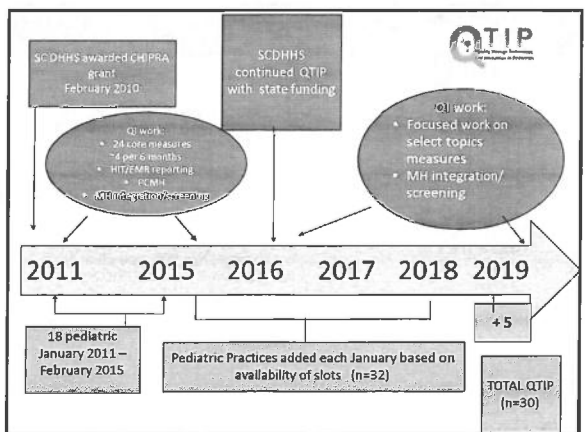 SCDHHS awarded CHIPRA
grant
February 2010
SCDHHS
continued QTIP
with state funding
QTIP
QI work:
• 24 core measures
~4 per 6 months
• HIT/EMR reporting
• PCMH
• MH integration/screening
QI work:
• Focused work on
select topics
measures
• MH integration/
screening
2011 2015 2016 2017 2018 2019
18 pediatric
January 2011 –
February 2015
Pediatric Practices added each January based on
availability of slots (n=32)
+ 5
TOTAL QTIP
(n=30)